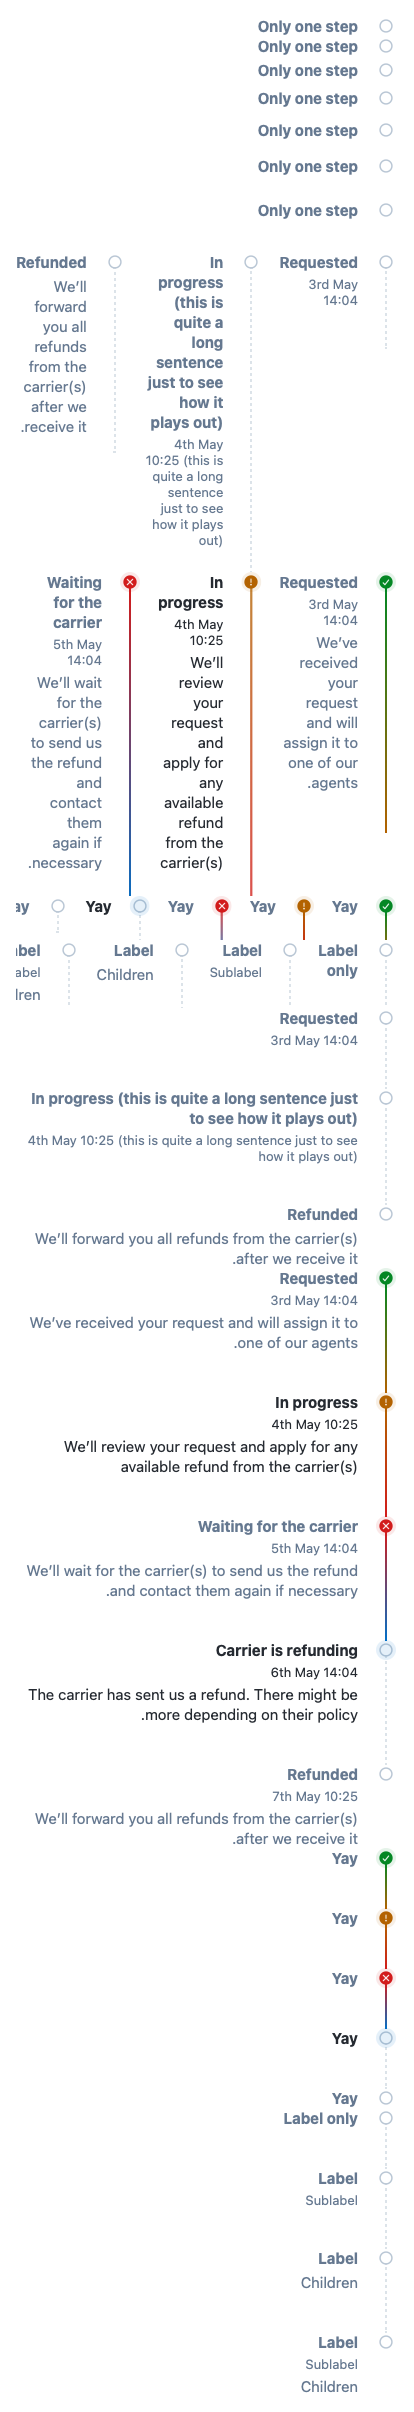 Only one step
Only one step
Only one step
Only one step
Only one step
Only one step
Only one step
Requested
3rd May
14:04
In
progress
(this is
quite a
long
sentence
just to see
how it
plays out)
4th May
10:25 (this is
quite a long
sentence
just to see
how it plays
out)
Refunded
We'll
forward
you all
refunds
from the
carrier(s)
after we
.receive it
Requested
3rd May
14:04
We've
received
your
request
and will
assign it to
one of our
.agents
In
progress
4th May
10:25
We'll
review
your
request
and
apply for
any
available
refund
from the
carrier(s)
Waiting
for the
carrier
5th May
14:04
We'll wait
for the
carrier(s)
to send us
the refund
and
contact
them
again if
.necessary
Yay
Yay
Yay
Yay
ay
Label
only
Label
Sublabel
Label
Children
bel
abel
lren
Requested
3rd May 14:04
In progress (this is quite a long sentence just
to see how it plays out)
4th May 10:25 (this is quite a long sentence just to see
how it plays out)
Refunded
We'll forward you all refunds from the carrier(s)
.after we receive it
Requested
3rd May 14:04
We've received your request and will assign it to
.one of our agents
In progress
4th May 10:25
We'll review your request and apply for any
available refund from the carrier(s)
Waiting for the carrier
5th May 14:04
We'll wait for the carrier(s) to send us the refund
.and contact them again if necessary
Carrier is refunding
6th May 14:04
The carrier has sent us a refund. There might be
.more depending on their policy
Refunded
7th May 10:25
We'll forward you all refunds from the carrier(s)
.after we receive it
Yay
Yay
Yay
Yay
Yay
Label only
Label
Sublabel
Label
Children
Label
Sublabel
Children